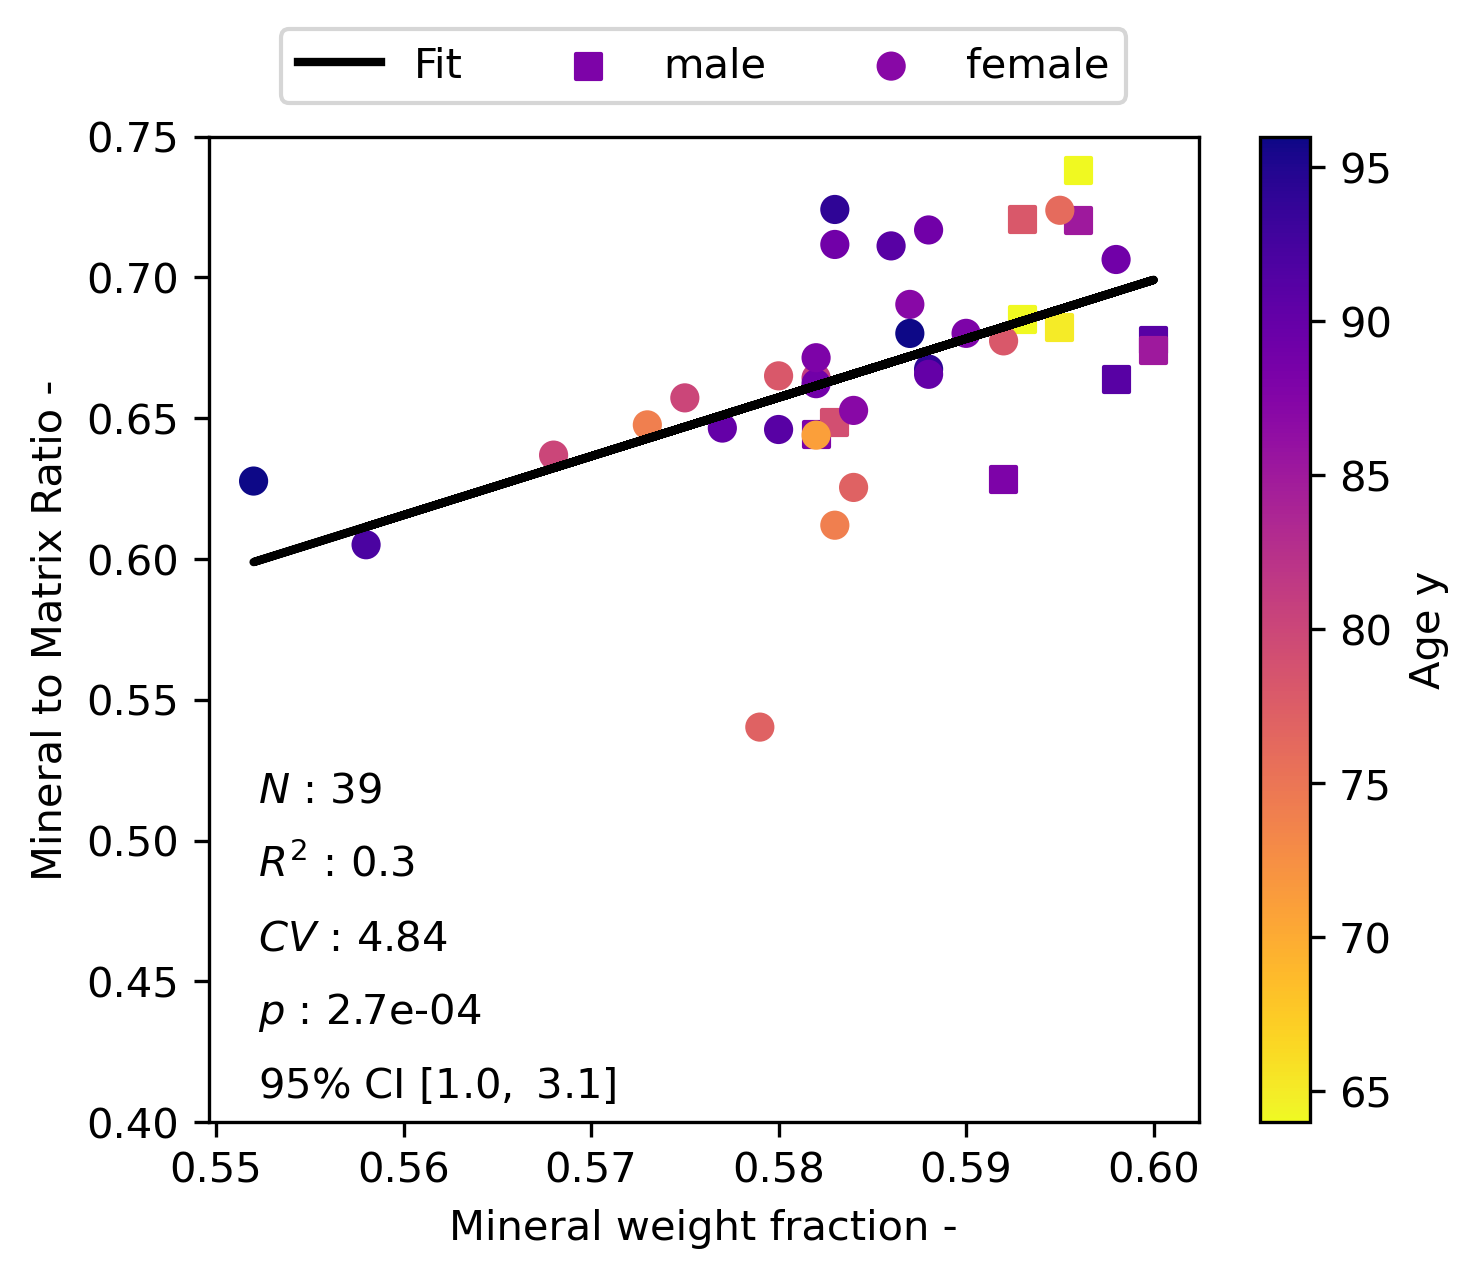 Fit male female
0.75
0.70
0.65
0.60
0.55
0.50
0.45
0.40
Mineral to Matrix Ratio -
N : 39
R² : 0.3
CV : 4.84
p : 2.7e-04
95% CI [1.0, 3.1]
0.55 0.56 0.57 0.58 0.59 0.60
Mineral weight fraction -
95
90
85
80
75
70
65
Age y